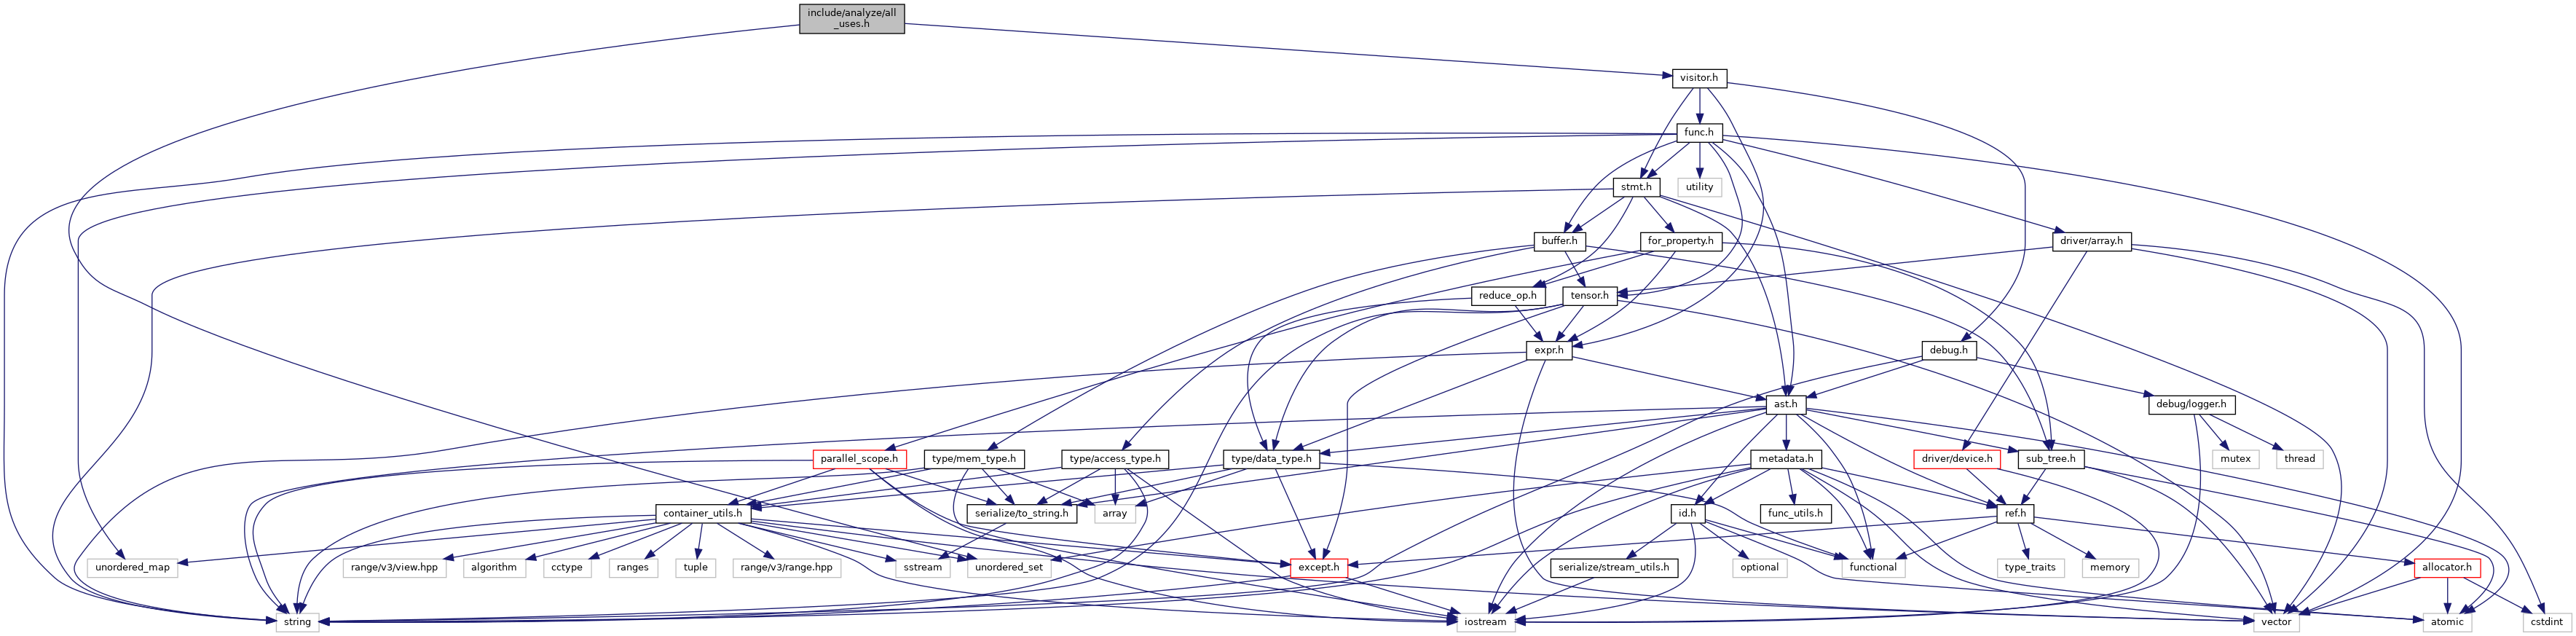 include/analyze/all
_uses.h
visitor.h
func.h
stmt.h
utility
buffer.h
for_property.h
driver/array.h
reduce_op.h
tensor.h
expr.h
debug.h
ast.h
debug/logger.h
parallel_scope.h
type/mem_type.h
type/access_type.h
type/data_type.h
metadata.h
driver/device.h
sub_tree.h
mutex
thread
container_utils.h
serialize/to_string.h
array
id.h
func_utils.h
ref.h
unordered_map
range/v3/view.hpp
algorithm
cctype
ranges
tuple
range/v3/range.hpp
sstream
unordered_set
except.h
serialize/stream_utils.h
optional
functional
type_traits
memory
allocator.h
string
iostream
vector
atomic
cstdint